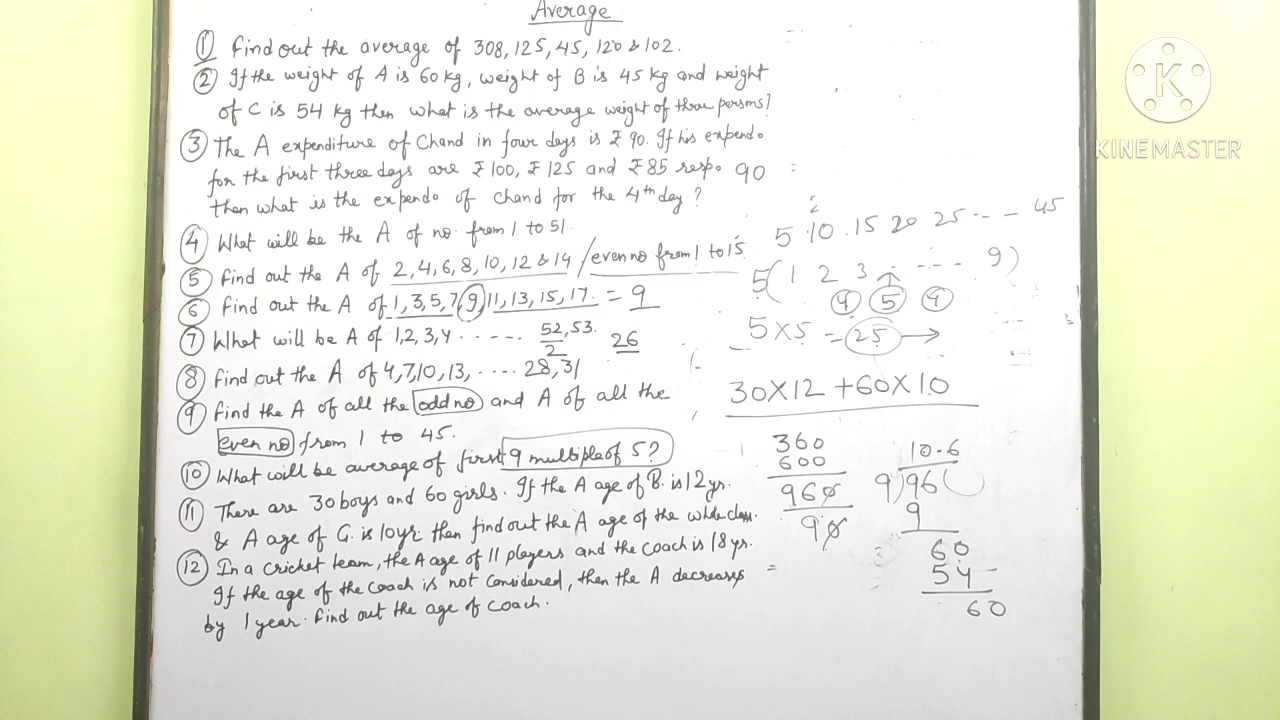 Average
① Find out the average of 308, 125, 45, 120 & 102.
② If the weight of A is 60 kg, weight of B is 45 kg and weight
of C is 54 kg then what is the average weight of three persons?
③ The A expenditure of Chand in four days is ₹ 90. If his expend.
for the first three days are ₹ 100, ₹ 125 and ₹ 85 resp.
then what is the expend. of Chand for the 4th day?
④ What will be the A of no. from 1 to 51.
⑤ Find out the A of 2, 4, 6, 8, 10, 12 & 14 / even no from 1 to 15
⑥ Find out the A of 1, 3, 5, 7, 9, 11, 13, 15, 17. = 9
⑦ What will be A of 1, 2, 3, 4 ...... 52, 53. 26
2
⑧ Find out the A of 4, 7, 10, 13, .... 28, 31
⑨ Find the A of all the odd no and A of all the
even no from 1 to 45.
⑩ What will be average of first 9 multiple of 5?
⑪ There are 30 boys and 60 girls. If the A age of B. is 12 yr.
& A age of G. is 10 yr then find out the A age of the whole class.
⑫ In a cricket team, the A age of 11 players and the coach is 18 yrs.
If the age of the coach is not considered, then the A decreases
by 1 year. Find out the age of coach.
90 =
5 10 15 20 25 - - - 45
5( 1 2 3 - - - - 9)
④ ⑤ ④
5 × 5 = 25 →
30 × 12 + 60 × 10
360
600
960
90
10.6
9)96(
9
60
54
60
=
K
KINEMASTER